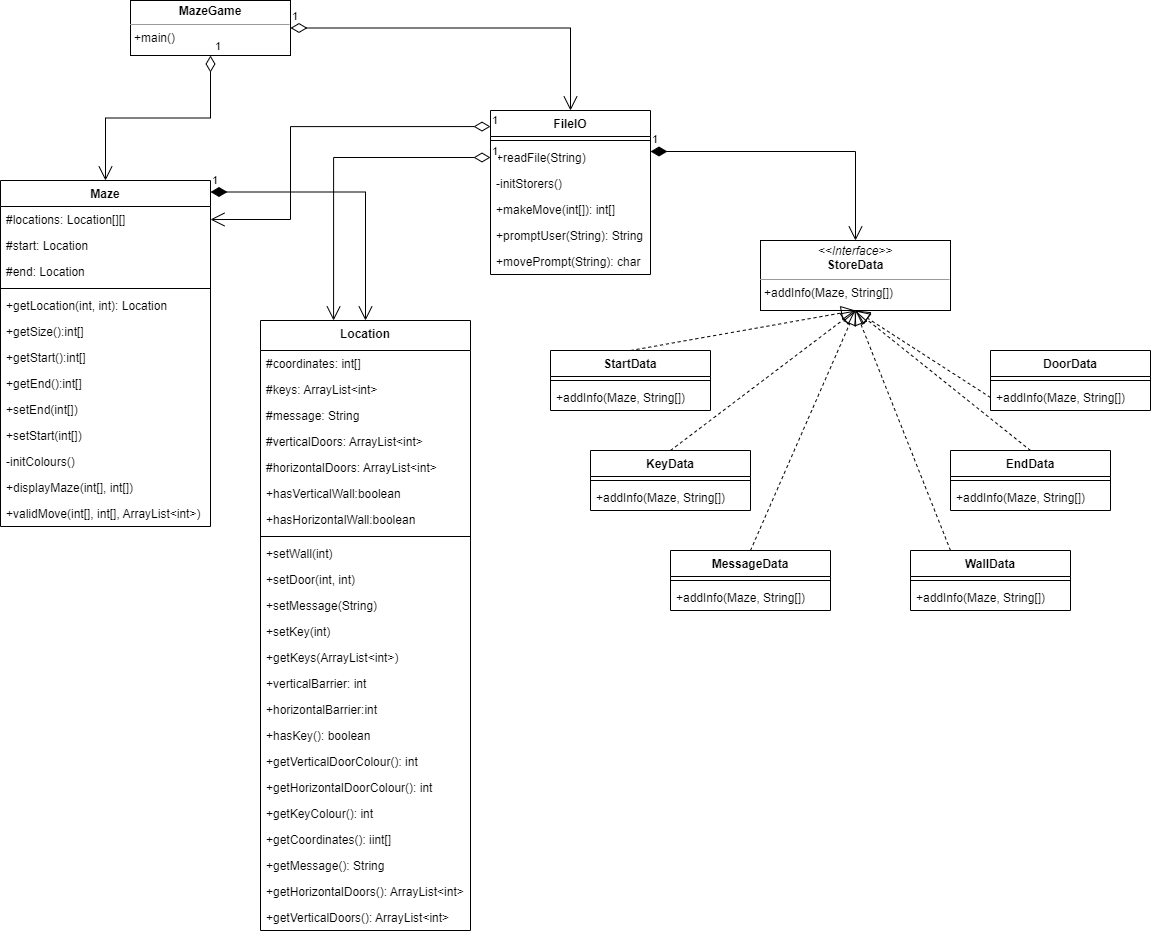 MazeGame
+main()
1
1
Maze
#locations: Location[][]
#start: Location
#end: Location
+getLocation(int, int): Location
+getSize():int[]
+getStart():int[]
+getEnd():int[]
+setEnd(int[])
+setStart(int[])
-initColours()
+displayMaze(int[], int[])
+validMove(int[], int[], ArrayList<int>)
1
FileIO
+readFile(String)
-initStorers()
+makeMove(int[]): int[]
+promptUser(String): String
+movePrompt(String): char
1
1
1
Location
#coordinates: int[]
#keys: ArrayList<int>
#message: String
#verticalDoors: ArrayList<int>
#horizontalDoors: ArrayList<int>
+hasVerticalWall:boolean
+hasHorizontalWall:boolean
+setWall(int)
+setDoor(int, int)
+setMessage(String)
+setKey(int)
+getKeys(ArrayList<int>)
+verticalBarrier: int
+horizontalBarrier:int
+hasKey(): boolean
+getVerticalDoorColour(): int
+getHorizontalDoorColour(): int
+getKeyColour(): int
+getCoordinates(): iint[]
+getMessage(): String
+getHorizontalDoors(): ArrayList<int>
+getVerticalDoors(): ArrayList<int>
<<Interface>>
StoreData
+addInfo(Maze, String[])
StartData
+addInfo(Maze, String[])
DoorData
+addInfo(Maze, String[])
KeyData
+addInfo(Maze, String[])
EndData
+addInfo(Maze, String[])
MessageData
+addInfo(Maze, String[])
WallData
+addInfo(Maze, String[])